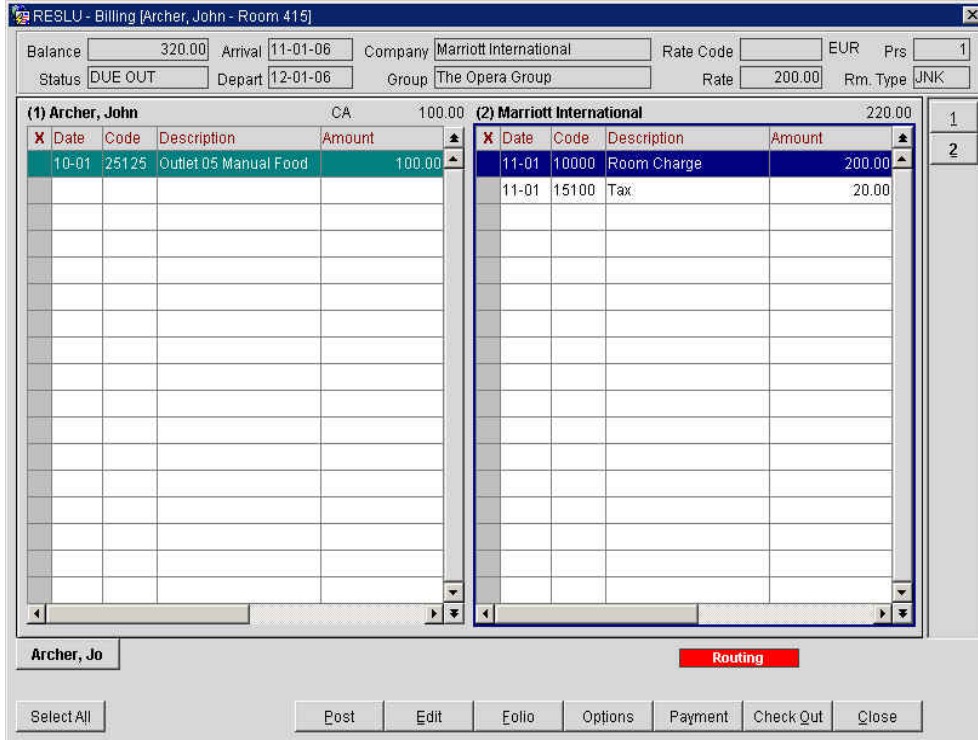 RESLU - Billing [Archer, John - Room 415]
Balance 320.00 Arrival 11-01-06 Company Marriott International Rate Code EUR Prs 1
Status DUE OUT Depart 12-01-06 Group The Opera Group Rate 200.00 Rm. Type JNK
(1) Archer, John CA 100.00 (2) Marriott International 220.00
1
X Date Code Description Amount X Date Code Description Amount
2
10-01 25125 Outlet 05 Manual Food 100.00 11-01 10000 Room Charge 200.00
11-01 15100 Tax 20.00
Archer, Jo
Routing
Select All Post Edit Folio Options Payment Check Out Close